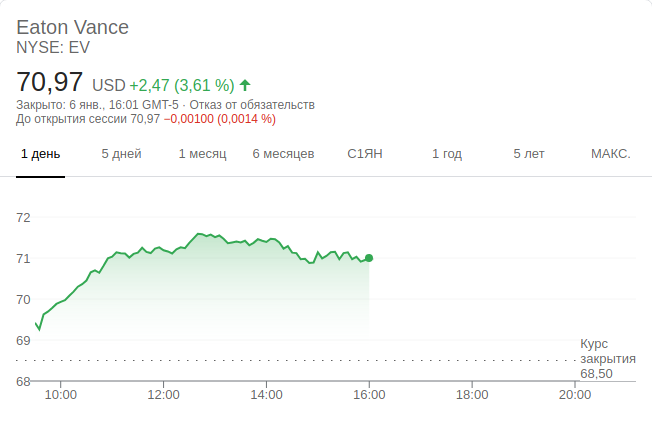 Eaton Vance
NYSE: EV
70,97 USD +2,47 (3,61 %)
Закрыто: 6 янв., 16:01 GMT-5 · Отказ от обязательств
До открытия сессии 70,97 −0,00100 (0,0014 %)
1 день 5 дней 1 месяц 6 месяцев С1ЯН 1 год 5 лет МАКС.
72
71
70
69
68
Курс
закрытия
68,50
10:00 12:00 14:00 16:00 18:00 20:00